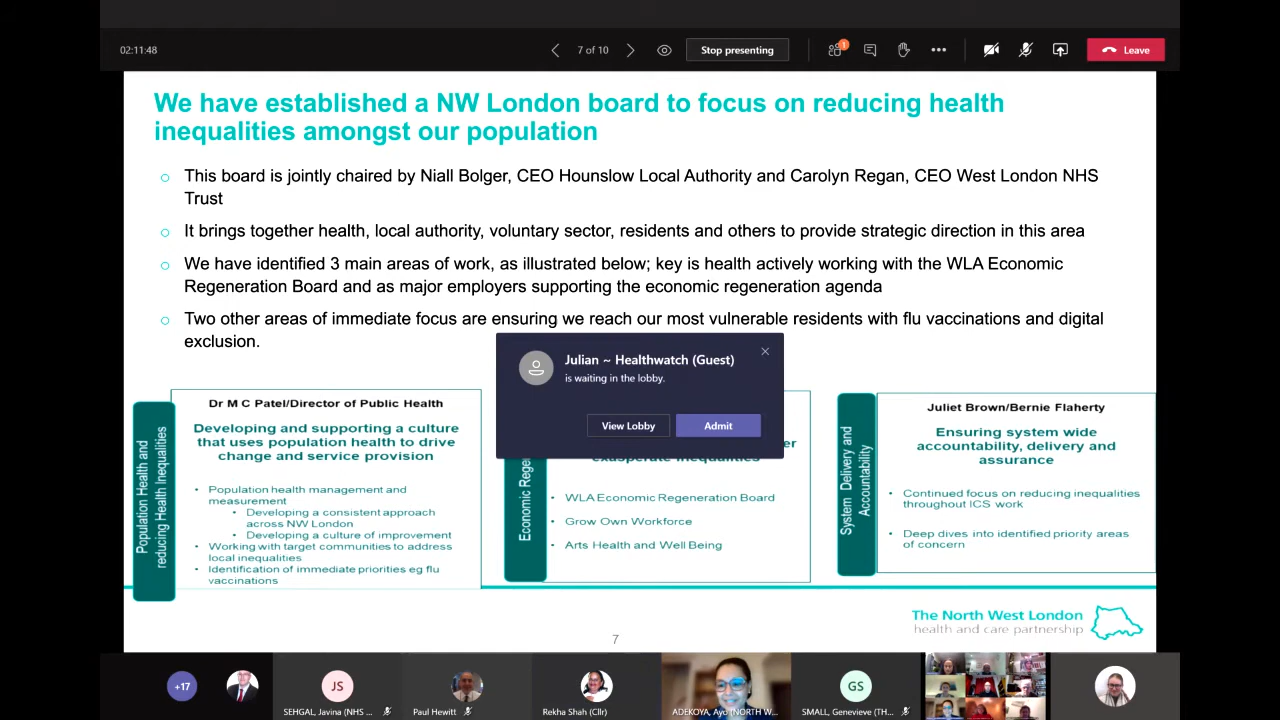 02:11:48
7 of 10
Stop presenting
1
Leave
We have established a NW London board to focus on reducing health
inequalities amongst our population
This board is jointly chaired by Niall Bolger, CEO Hounslow Local Authority and Carolyn Regan, CEO West London NHS
Trust
It brings together health, local authority, voluntary sector, residents and others to provide strategic direction in this area
We have identified 3 main areas of work, as illustrated below; key is health actively working with the WLA Economic
Regeneration Board and as major employers supporting the economic regeneration agenda
Two other areas of immediate focus are ensuring we reach our most vulnerable residents with flu vaccinations and digital
exclusion.
Julian ~ Healthwatch (Guest)
is waiting in the lobby.
View Lobby
Admit
Population Health and
reducing Health Inequalities
Dr M C Patel/Director of Public Health
Developing and supporting a culture
that uses population health to drive
change and service provision
• Population health management and
measurement
• Developing a consistent approach
across NW London
• Developing a culture of improvement
• Working with target communities to address
local inequalities
• Identification of immediate priorities eg flu
vaccinations
Economic Rege
exasperate inequalities
• WLA Economic Regeneration Board
• Grow Own Workforce
• Arts Health and Well Being
System Delivery and
Accountability
Juliet Brown/Bernie Flaherty
Ensuring system wide
accountability, delivery and
assurance
• Continued focus on reducing inequalities
throughout ICS work
• Deep dives into identified priority areas
of concern
The North West London
health and care partnership
7
+17
JS
SEHGAL, Javina (NHS ...
Paul Hewitt
Rekha Shah (Cllr)
ADEKOYA, Ayo (NORTH W...
GS
SMALL, Genevieve (TH...